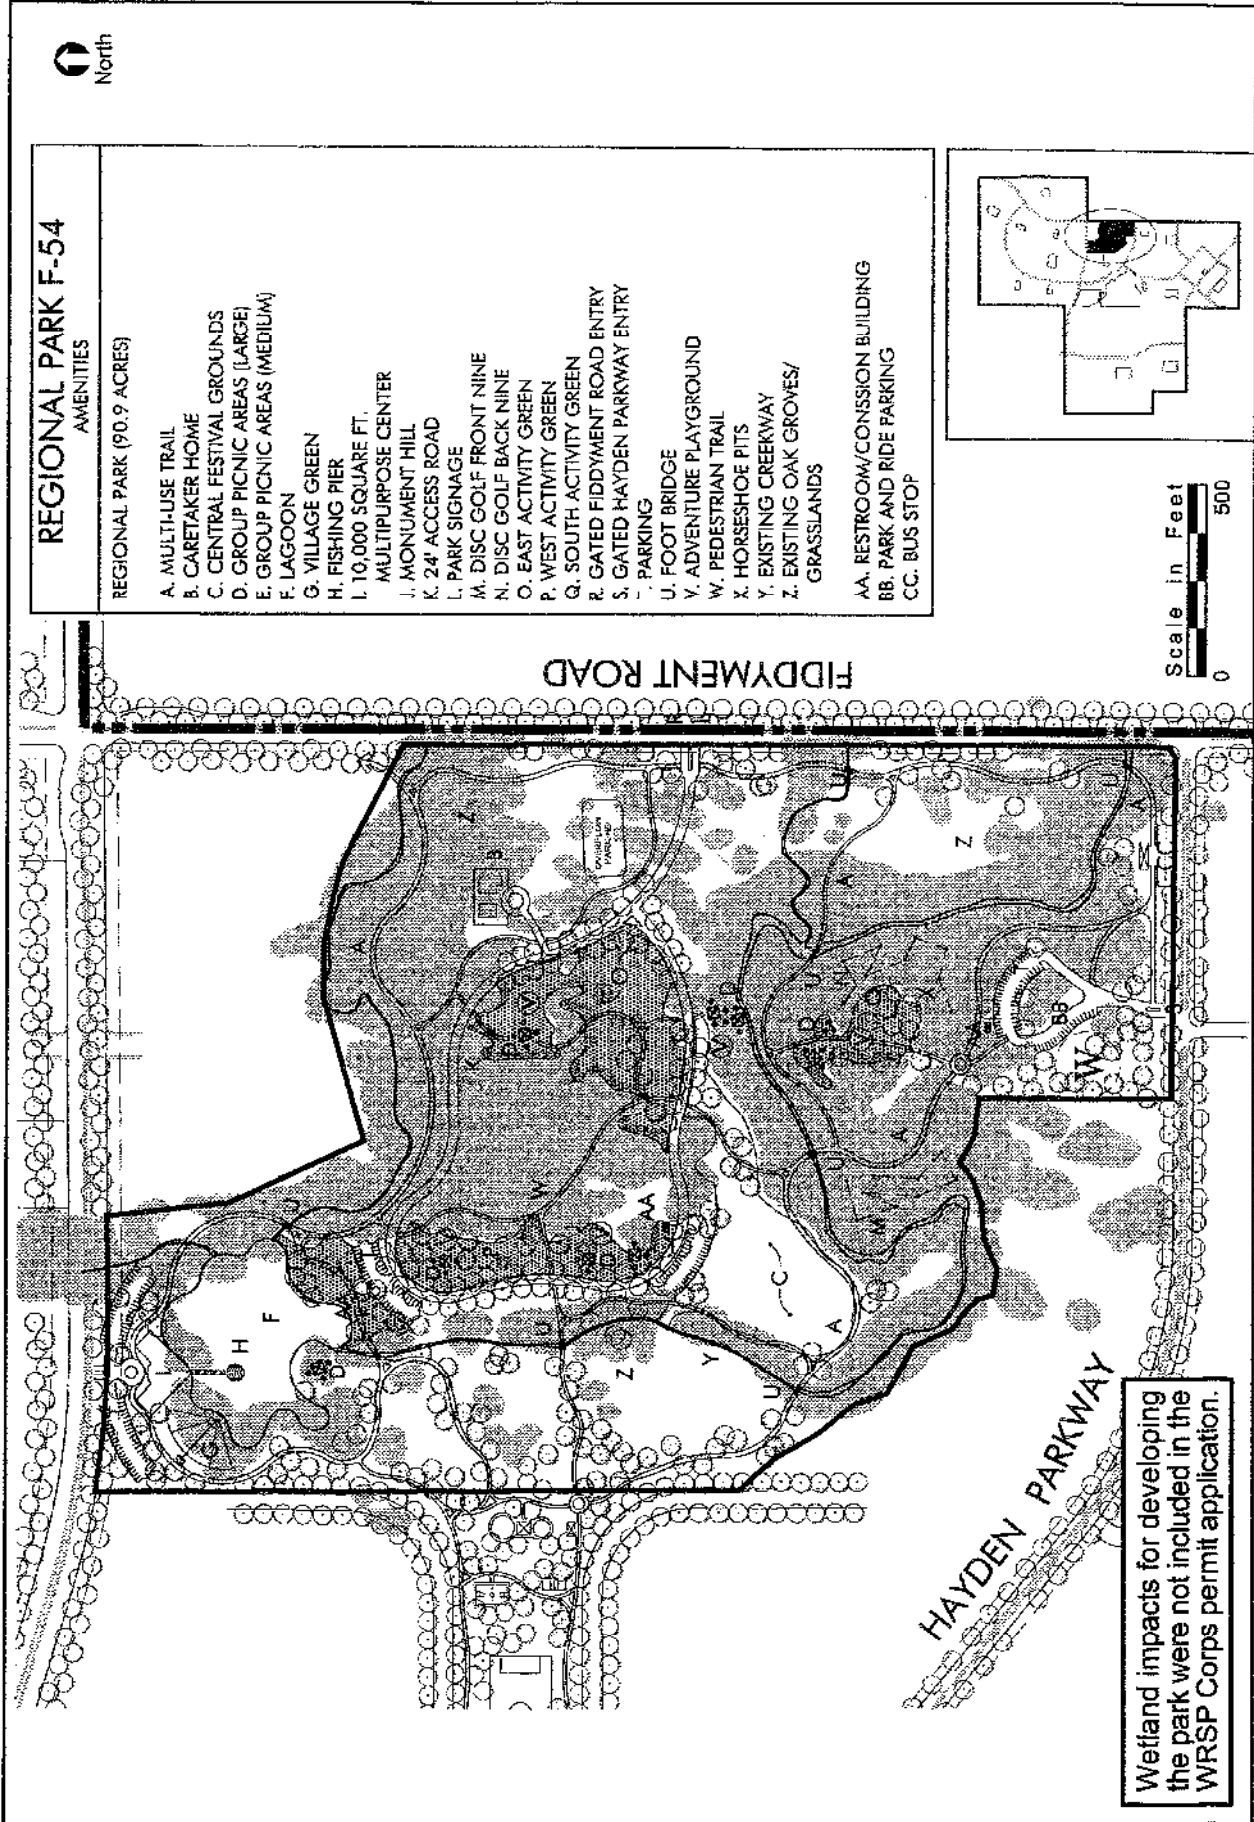 North
REGIONAL PARK F-54
AMENITIES
REGIONAL PARK (90.9 ACRES)
A. MULTI-USE TRAIL
B. CARETAKER HOME
C. CENTRAL FESTIVAL GROUNDS
D. GROUP PICNIC AREAS (LARGE)
E. GROUP PICNIC AREAS (MEDIUM)
F. LAGOON
G. VILLAGE GREEN
H. FISHING PIER
I. 10,000 SQUARE FT.
MULTIPURPOSE CENTER
J. MONUMENT HILL
K. 24' ACCESS ROAD
L. PARK SIGNAGE
M. DISC GOLF FRONT NINE
N. DISC GOLF BACK NINE
O. EAST ACTIVITY GREEN
P. WEST ACTIVITY GREEN
Q. SOUTH ACTIVITY GREEN
R. GATED FIDDYMENT ROAD ENTRY
S. GATED HAYDEN PARKWAY ENTRY
PARKING
U. FOOT BRIDGE
V. ADVENTURE PLAYGROUND
W. PEDESTRIAN TRAIL
X. HORSESHOE PITS
Y. EXISTING CREEKWAY
Z. EXISTING OAK GROVES/
GRASSLANDS
AA. RESTROOM/CONSSION BUILDING
BB. PARK AND RIDE PARKING
CC. BUS STOP
FIDDYMENT ROAD
Scale in Feet
0 500
U
L
H
F
G
D
I
W
K
A
Z
B
OVERFLOW
PARKING
V
O
AA
D
U
Z
Y
C
A
U
M
U
A
N
D
U
A
U
Z
U
A
BB
W
HAYDEN PARKWAY
Wetland impacts for developing
the park were not included in the
WRSP Corps permit application.